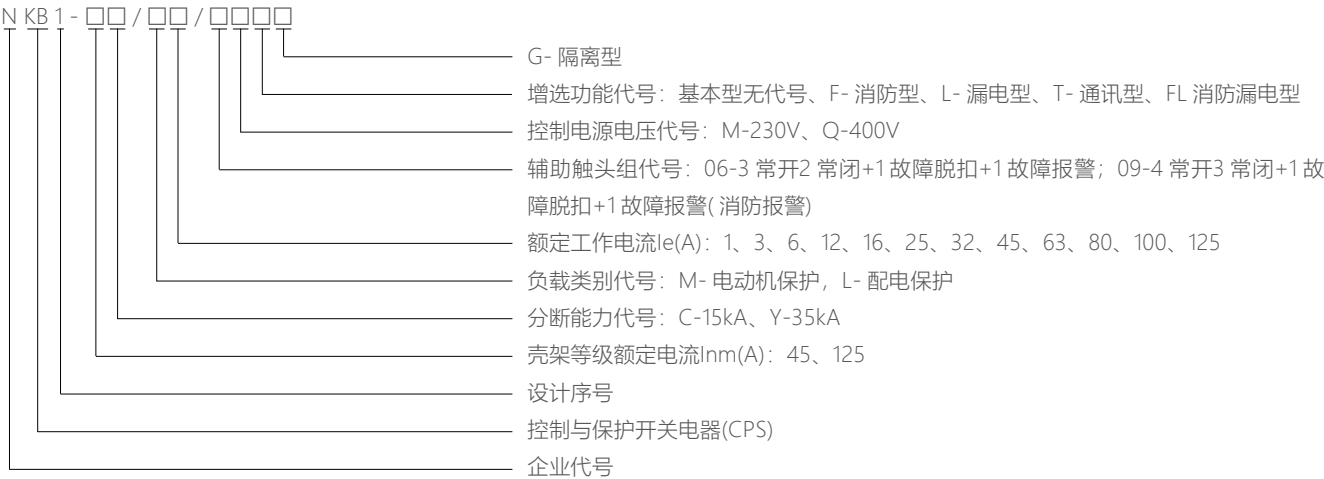 N KB 1 - □□ / □□ / □□□□
G- 隔离型
增选功能代号：基本型无代号、F- 消防型、L- 漏电型、T- 通讯型、FL 消防漏电型
控制电源电压代号：M-230V、Q-400V
辅助触头组代号：06-3 常开2 常闭+1 故障脱扣+1 故障报警；09-4 常开3 常闭+1 故
障脱扣+1 故障报警( 消防报警)
额定工作电流Ie(A)：1、3、6、12、16、25、32、45、63、80、100、125
负载类别代号：M- 电动机保护，L- 配电保护
分断能力代号：C-15kA、Y-35kA
壳架等级额定电流Inm(A)：45、125
设计序号
控制与保护开关电器(CPS)
企业代号